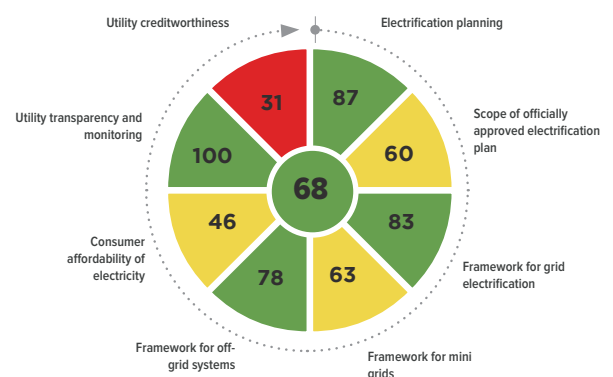 Utility creditworthiness
Electrification planning
31
87
Utility transparency and
monitoring
100
60
Scope of officially
approved electrification
plan
68
46
83
Consumer
affordability of
electricity
78
63
Framework for grid
electrification
Framework for off-
grid systems
Framework for mini
grids